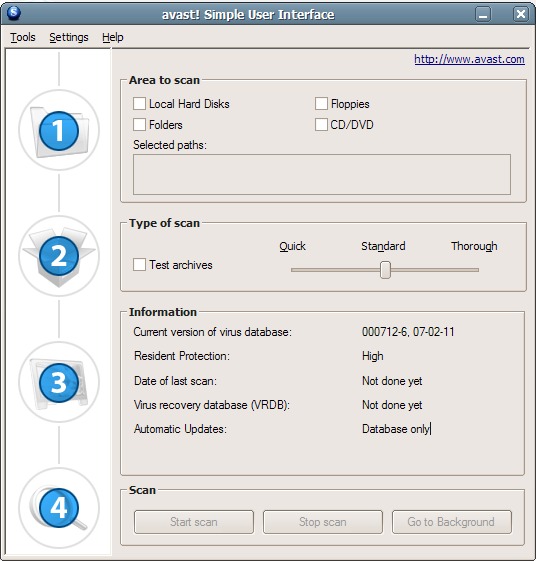 avast! Simple User Interface
Tools Settings Help
http://www.avast.com
1
Area to scan
Local Hard Disks Floppies
Folders CD/DVD
Selected paths:
2
Type of scan
Quick Standard Thorough
Test archives
3
Information
Current version of virus database: 000712-6, 07-02-11
Resident Protection: High
Date of last scan: Not done yet
Virus recovery database (VRDB): Not done yet
Automatic Updates: Database only
4
Scan
Start scan Stop scan Go to Background